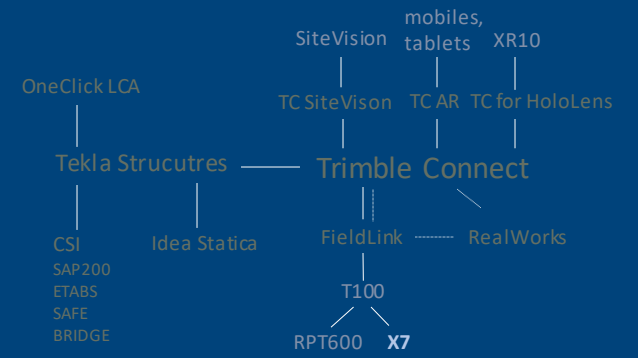 mobiles,
SiteVision tablets XR10
OneClick LCA
TC SiteVison TC AR TC for HoloLens
Tekla Strucutres Trimble Connect
CSI Idea Statica FieldLink RealWorks
SAP200
ETABS
SAFE
BRIDGE
T100
RPT600 X7